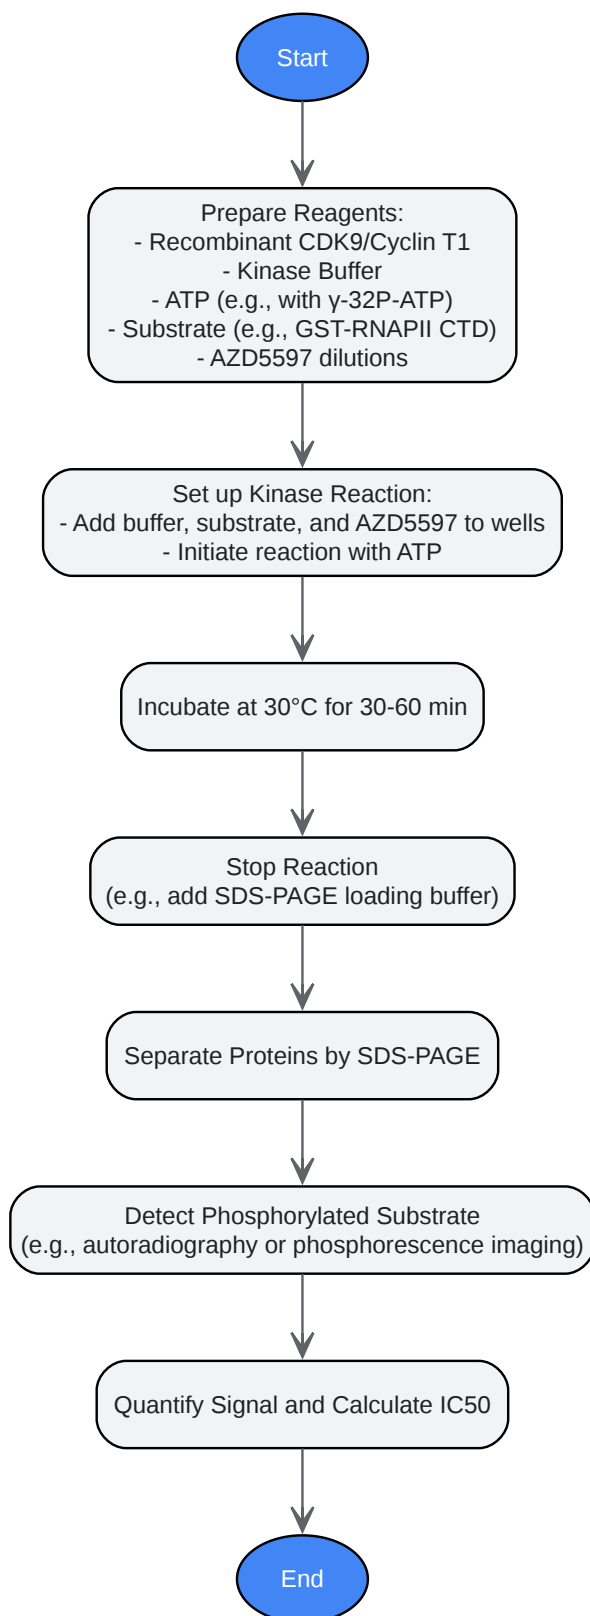 Start
Prepare Reagents:
- Recombinant CDK9/Cyclin T1
- Kinase Buffer
- ATP (e.g., with γ-32P-ATP)
- Substrate (e.g., GST-RNAPII CTD)
- AZD5597 dilutions
Set up Kinase Reaction:
- Add buffer, substrate, and AZD5597 to wells
- Initiate reaction with ATP
Incubate at 30°C for 30-60 min
Stop Reaction
(e.g., add SDS-PAGE loading buffer)
Separate Proteins by SDS-PAGE
Detect Phosphorylated Substrate
(e.g., autoradiography or phosphorescence imaging)
Quantify Signal and Calculate IC50
End